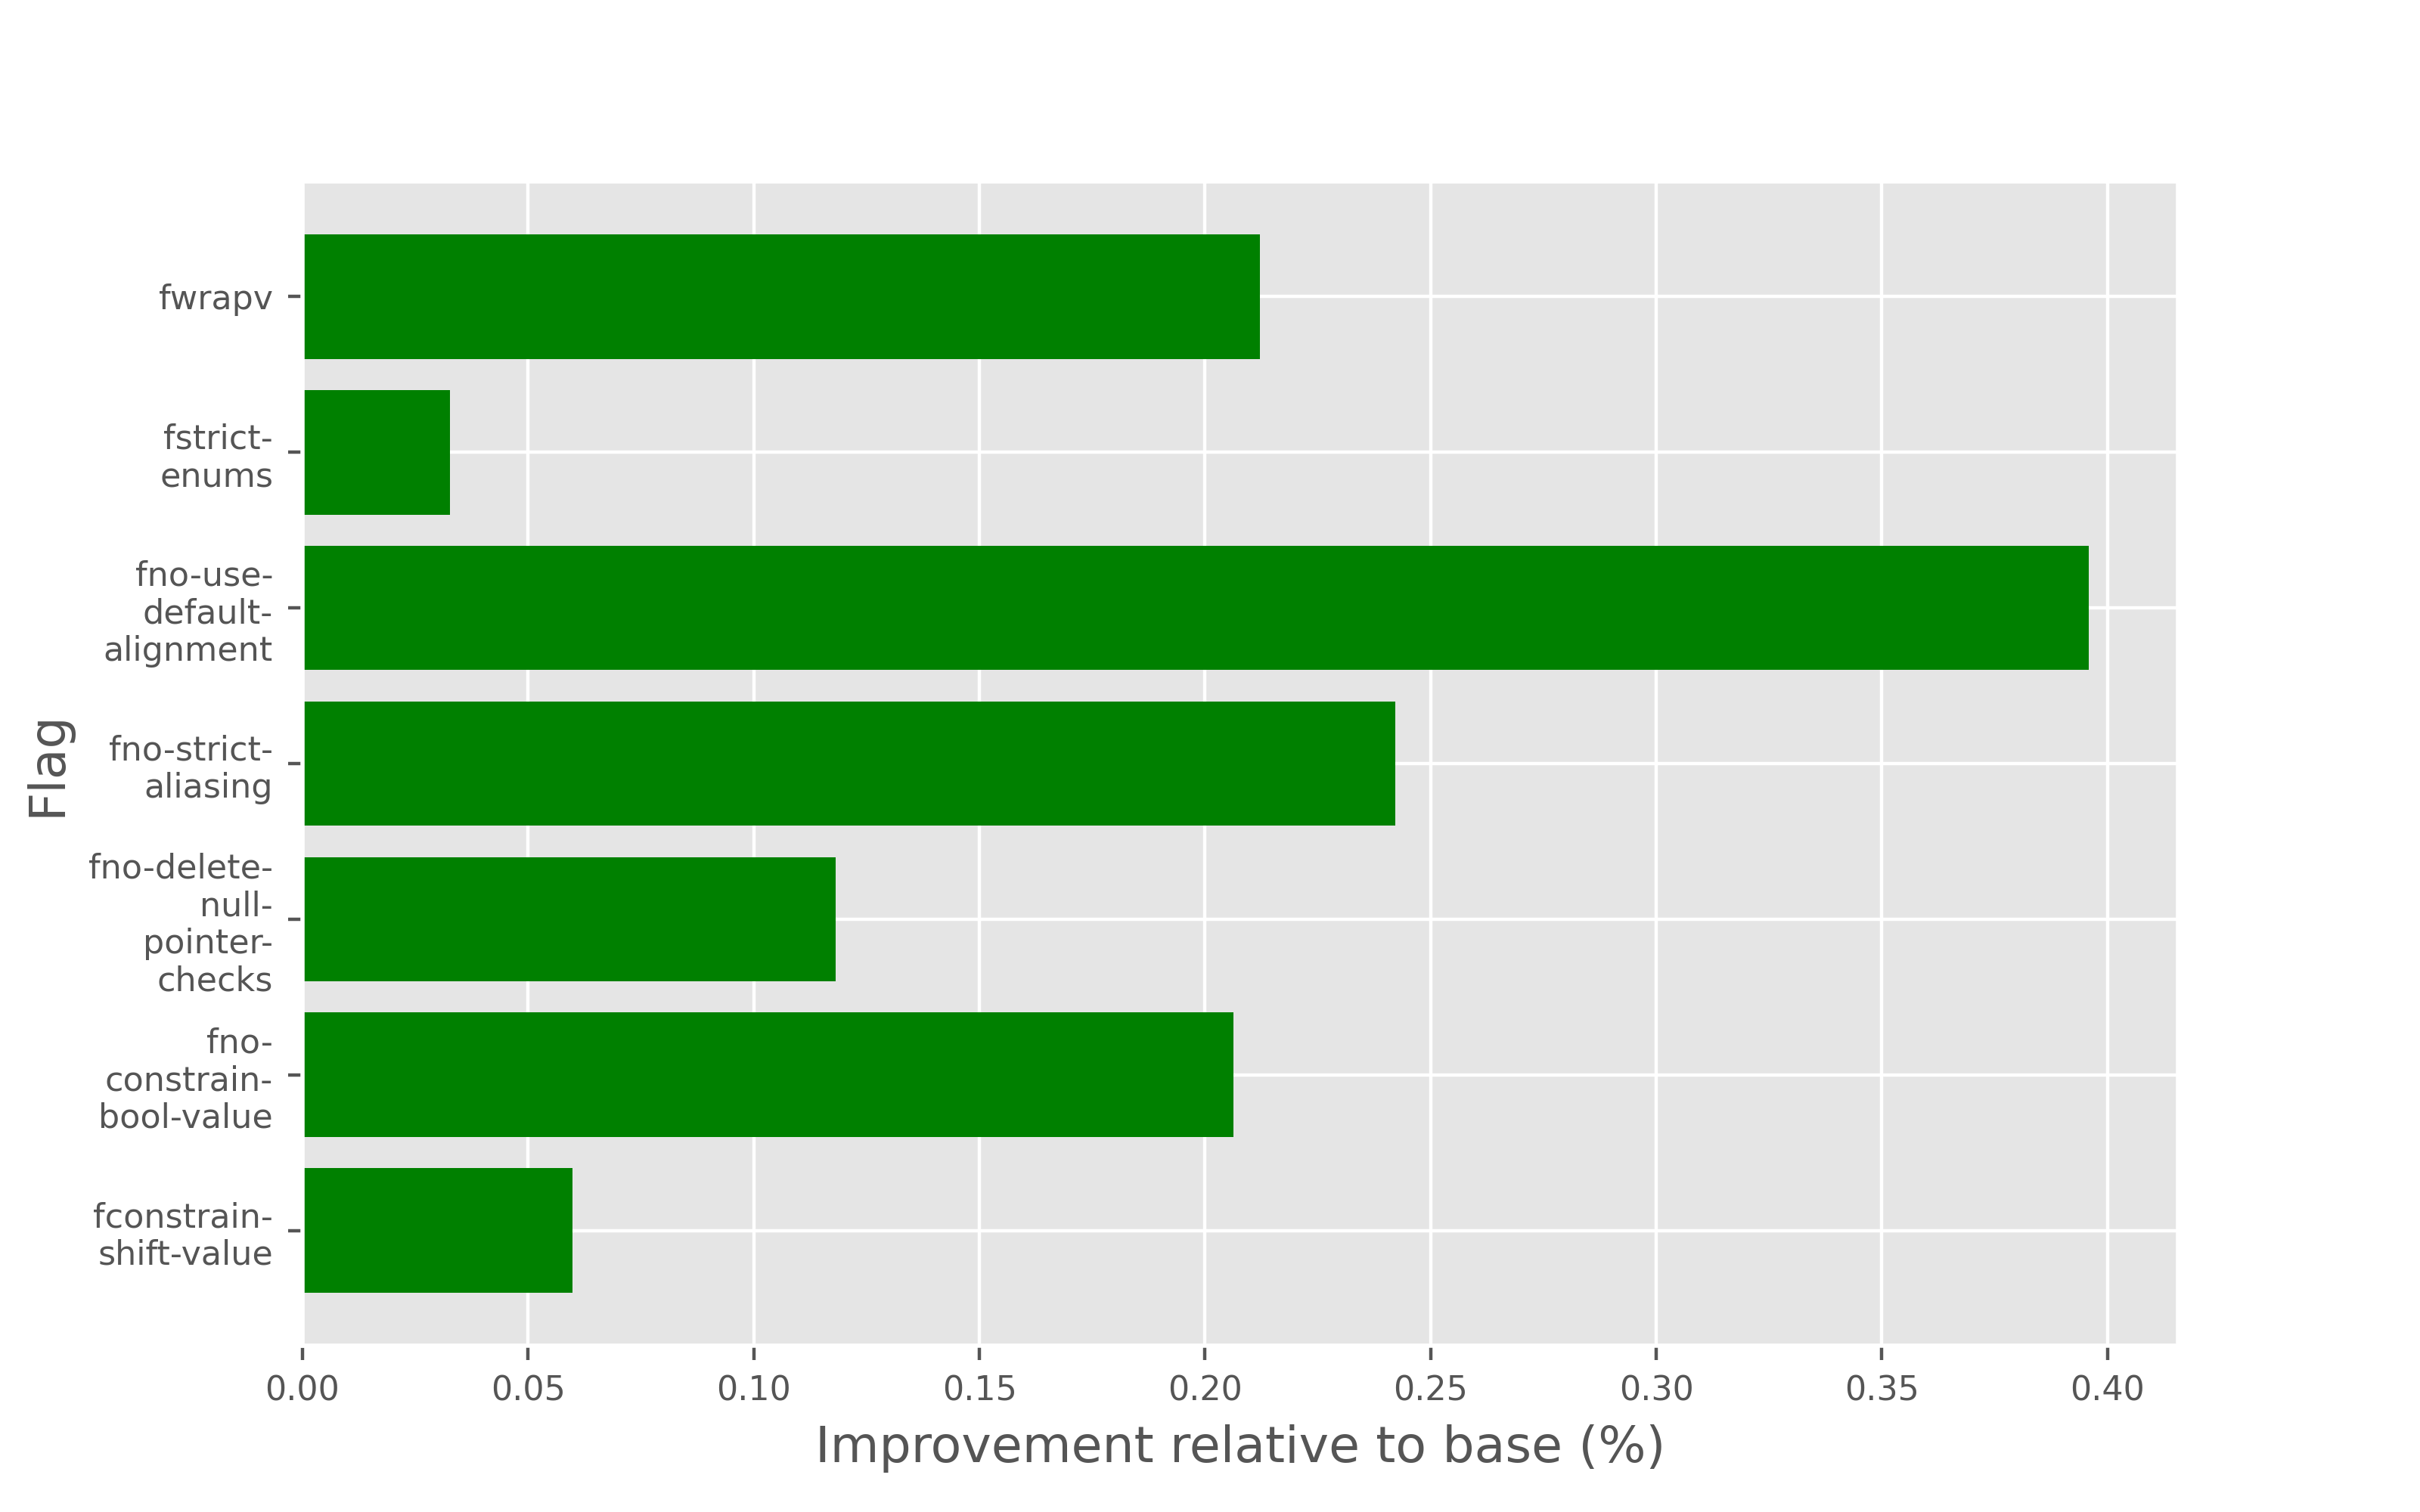 fwrapv
fstrict-
enums
fno-use-
default-
alignment
fno-strict-
aliasing
fno-delete-
null-
pointer-
checks
fno-
constrain-
bool-value
fconstrain-
shift-value
Flag
0.00 0.05 0.10 0.15 0.20 0.25 0.30 0.35 0.40
Improvement relative to base (%)